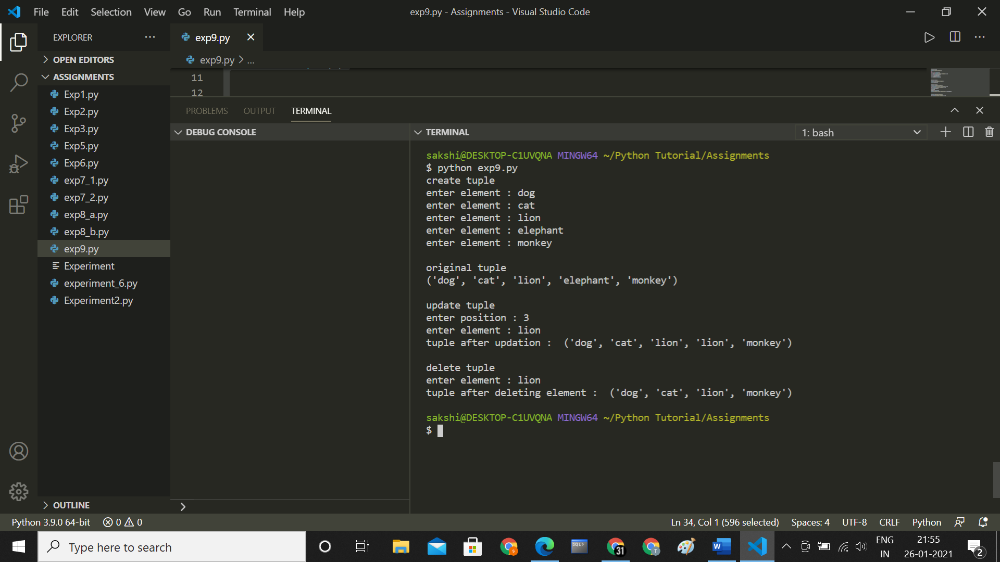 File Edit Selection View Go Run Terminal Help
exp9.py - Assignments - Visual Studio Code
EXPLORER
OPEN EDITORS
ASSIGNMENTS
Exp1.py
Exp2.py
Exp3.py
Exp5.py
Exp6.py
exp7_1.py
exp7_2.py
exp8_a.py
exp8_b.py
exp9.py
Experiment
experiment_6.py
Experiment2.py
OUTLINE
exp9.py
exp9.py > ...
11
12
PROBLEMS OUTPUT TERMINAL
DEBUG CONSOLE
TERMINAL
1: bash
sakshi@DESKTOP-C1UVQNA MINGW64 ~/Python Tutorial/Assignments
$ python exp9.py
create tuple
enter element : dog
enter element : cat
enter element : lion
enter element : elephant
enter element : monkey
original tuple
('dog', 'cat', 'lion', 'elephant', 'monkey')
update tuple
enter position : 3
enter element : lion
tuple after updation :  ('dog', 'cat', 'lion', 'lion', 'monkey')
delete tuple
enter element : lion
tuple after deleting element :  ('dog', 'cat', 'lion', 'monkey')
sakshi@DESKTOP-C1UVQNA MINGW64 ~/Python Tutorial/Assignments
$
Python 3.9.0 64-bit 0 0
Ln 34, Col 1 (596 selected) Spaces: 4 UTF-8 CRLF Python
Type here to search
SQL>
31
T
W
ENG
IN
21:55
26-01-2021
2